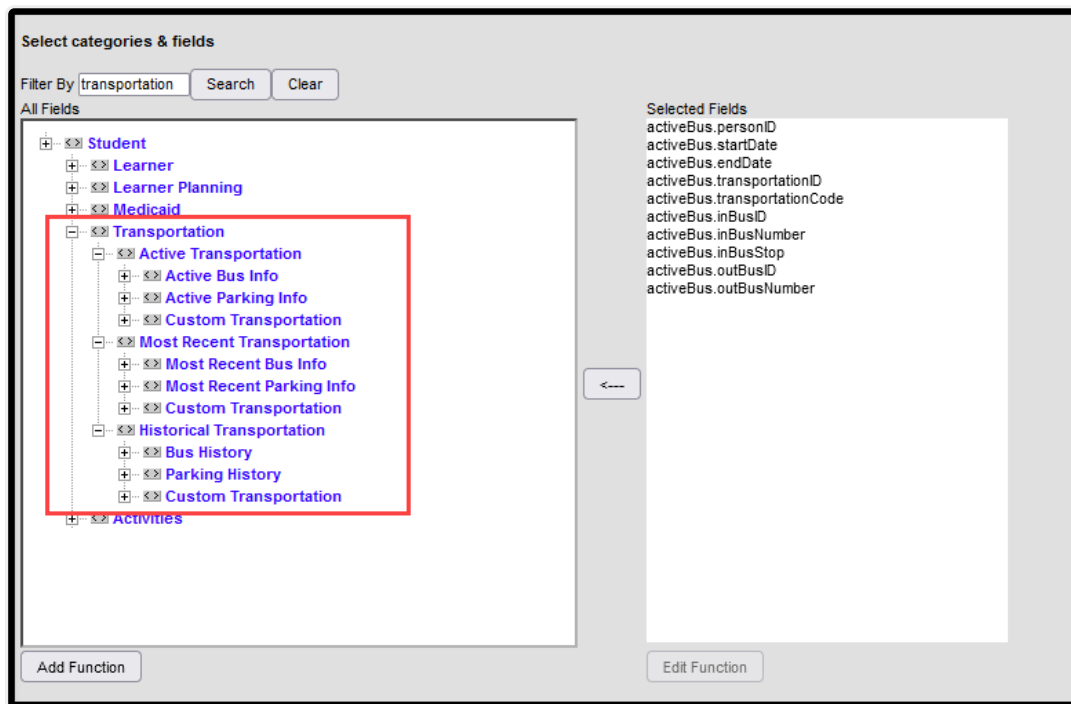 Select categories & fields
Filter By transportation Search Clear
All Fields
Student
Learner
Learner Planning
Medicaid
Transportation
Active Transportation
Active Bus Info
Active Parking Info
Custom Transportation
Most Recent Transportation
Most Recent Bus Info
Most Recent Parking Info
Custom Transportation
Historical Transportation
Bus History
Parking History
Custom Transportation
Activities
Add Function
<---
Selected Fields
activeBus.personID
activeBus.startDate
activeBus.endDate
activeBus.transportationID
activeBus.transportationCode
activeBus.inBusID
activeBus.inBusNumber
activeBus.inBusStop
activeBus.outBusID
activeBus.outBusNumber
Edit Function